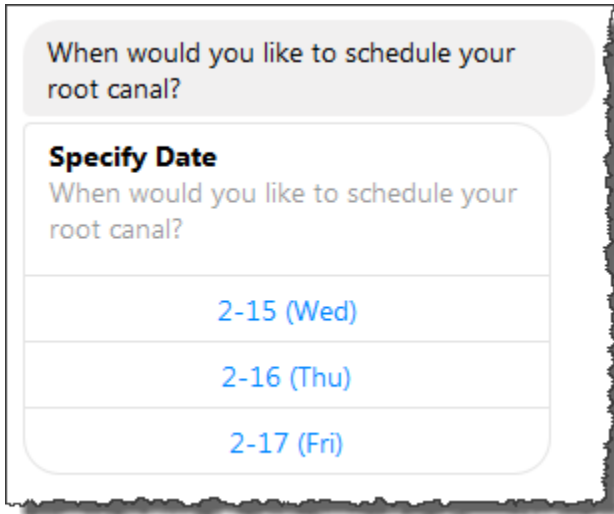 When would you like to schedule your
root canal?
Specify Date
When would you like to schedule your
root canal?
2-15 (Wed)
2-16 (Thu)
2-17 (Fri)